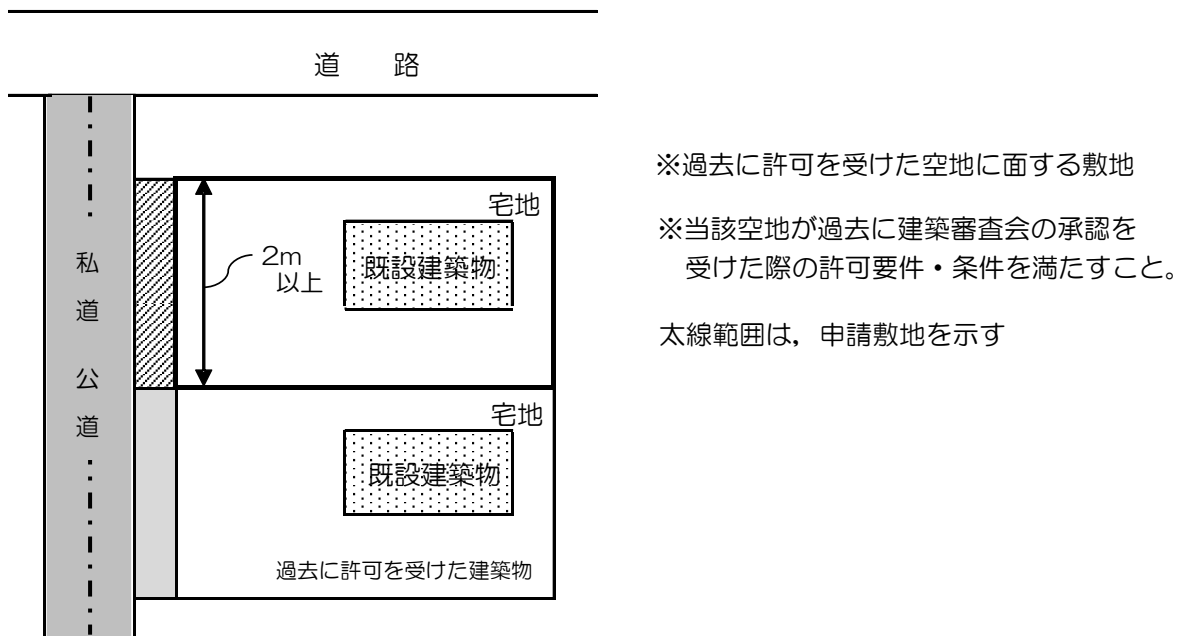 道 路
私道 公道
宅地
2m
以上
既設建築物
宅地
既設建築物
過去に許可を受けた建築物
※過去に許可を受けた空地に面する敷地
※当該空地が過去に建築審査会の承認を
受けた際の許可要件・条件を満たすこと。
太線範囲は，申請敷地を示す